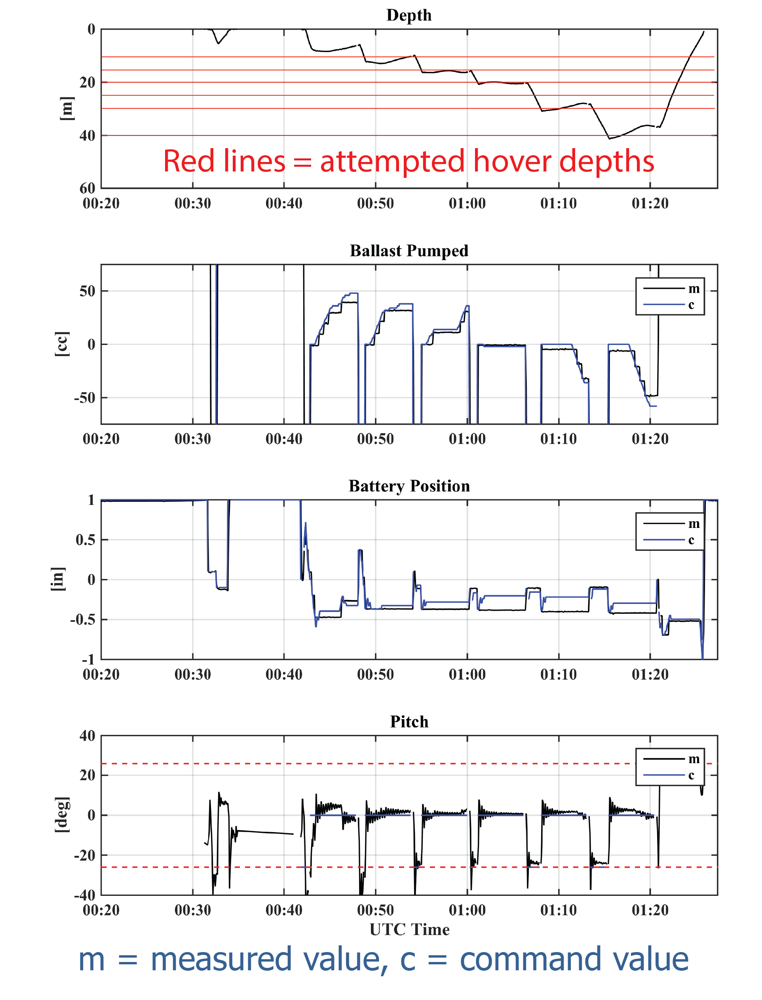 Depth
0
20
40
60
[m]
Red lines = attempted hover depths
00:20 00:30 00:40 00:50 01:00 01:10 01:20
Ballast Pumped
50
0
-50
[cc]
m
c
00:20 00:30 00:40 00:50 01:00 01:10 01:20
Battery Position
1
0.5
0
-0.5
-1
[in]
m
c
00:20 00:30 00:40 00:50 01:00 01:10 01:20
Pitch
40
20
0
-20
-40
[deg]
m
c
00:20 00:30 00:40 00:50 01:00 01:10 01:20
UTC Time
m = measured value, c = command value